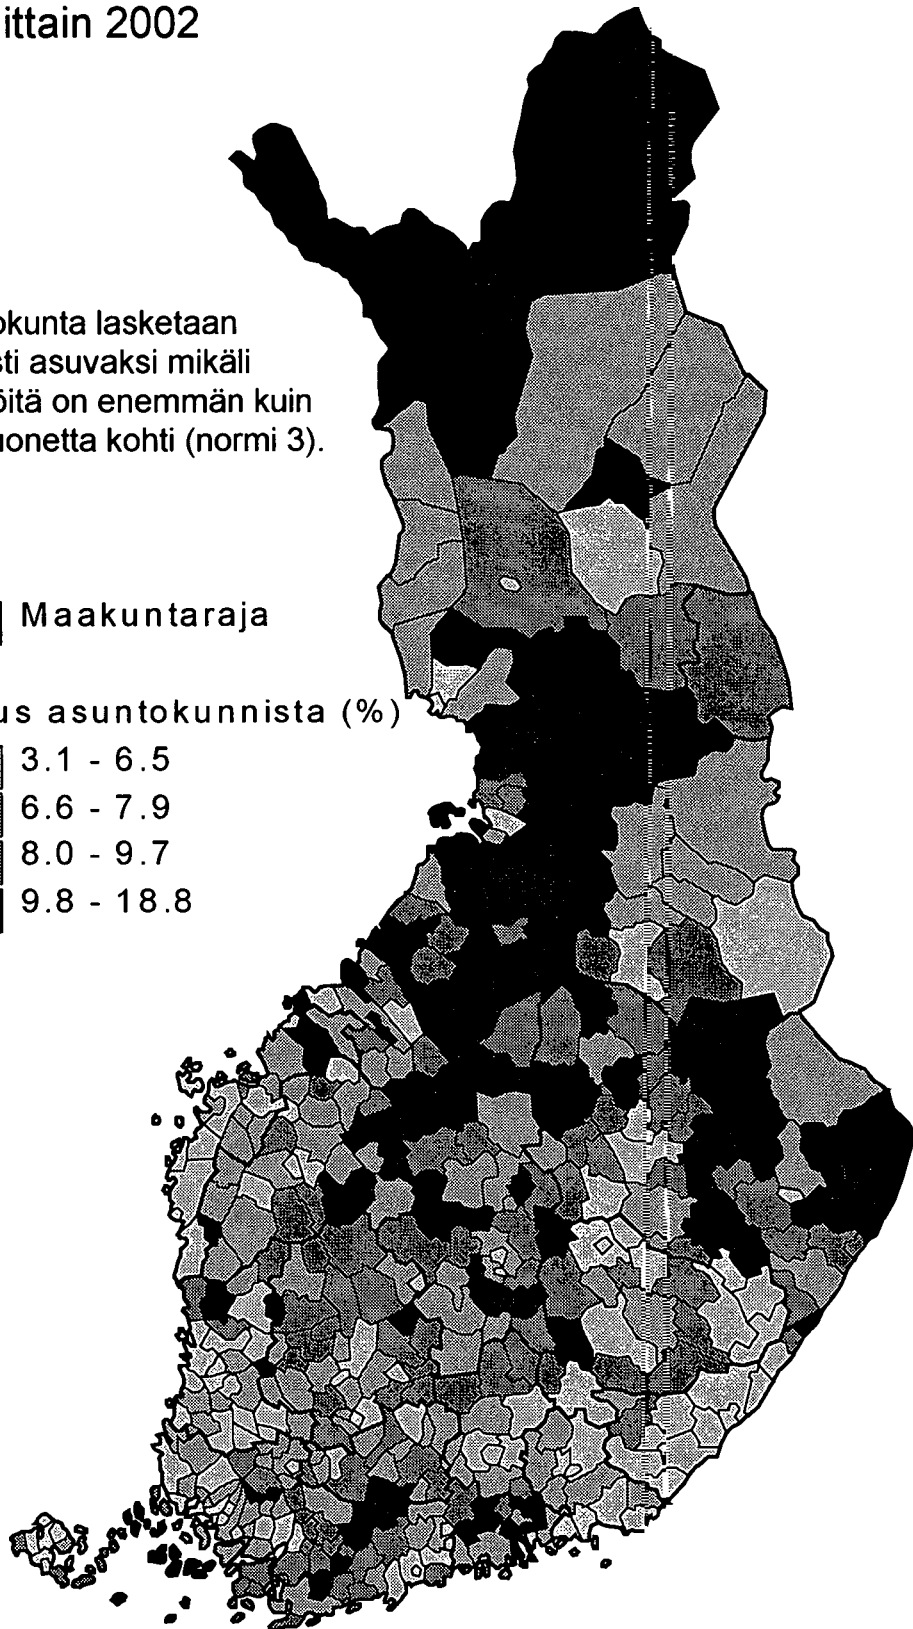 ittain 2002
okunta lasketaan
sti asuvaksi mikäli
öitä on enemmän kuin
uonetta kohti (normi 3).
Maakuntaraja
us asuntokunnista (%)
3.1 - 6.5
6.6 - 7.9
8.0 - 9.7
9.8 - 18.8